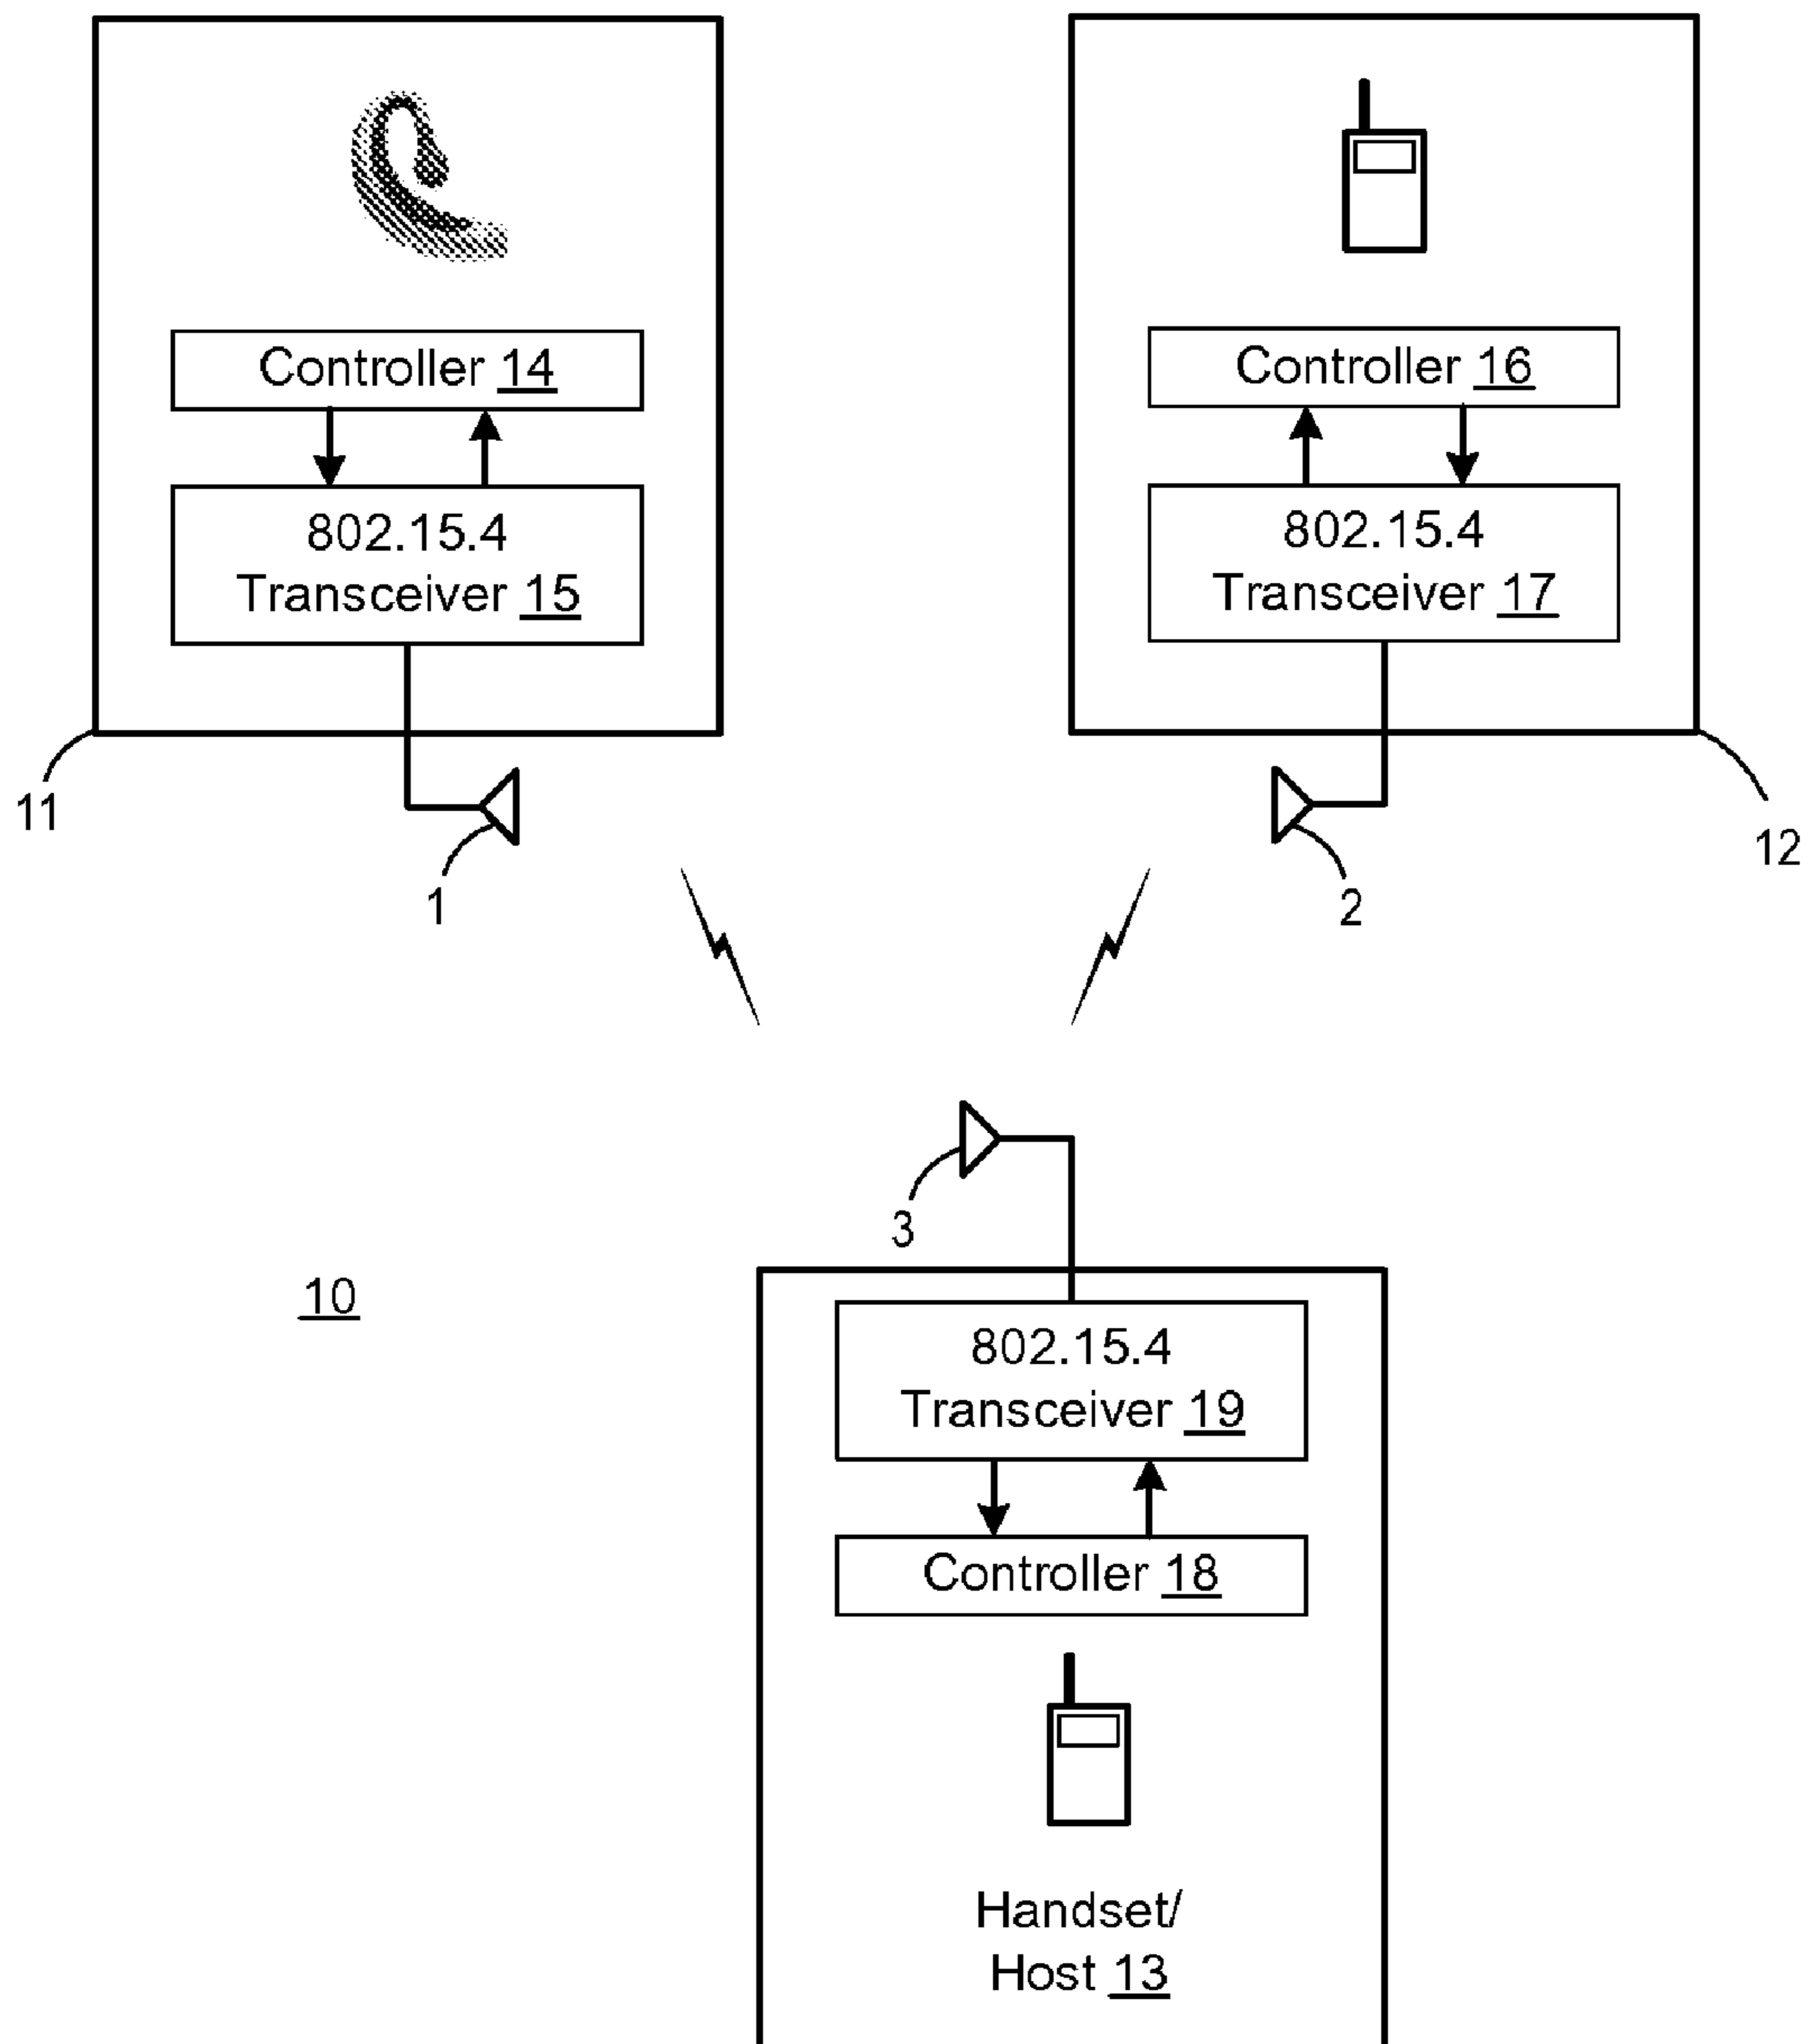 Controller 14
802.15.4
Transceiver 15
11
1
Controller 16
802.15.4
Transceiver 17
12
2
3
10
802.15.4
Transceiver 19
Controller 18
Handset/
Host 13